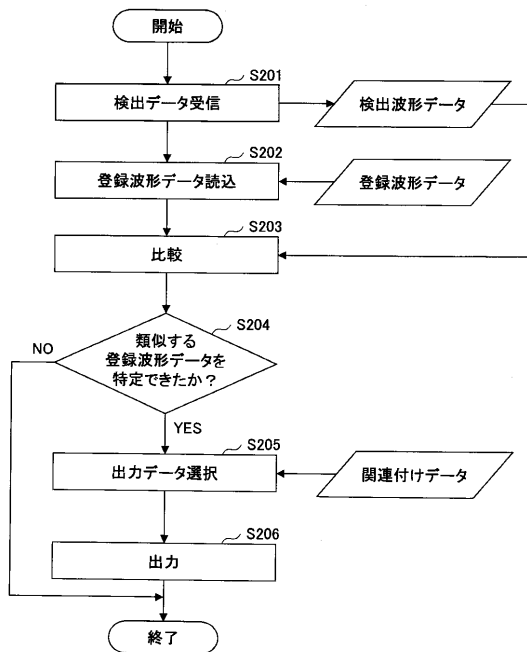 開始
S201
検出データ受信
検出波形データ
S202
登録波形データ読込
登録波形データ
S203
比較
S204
類似する
登録波形データを
特定できたか？
NO
YES
S205
出力データ選択
関連付けデータ
S206
出力
終了